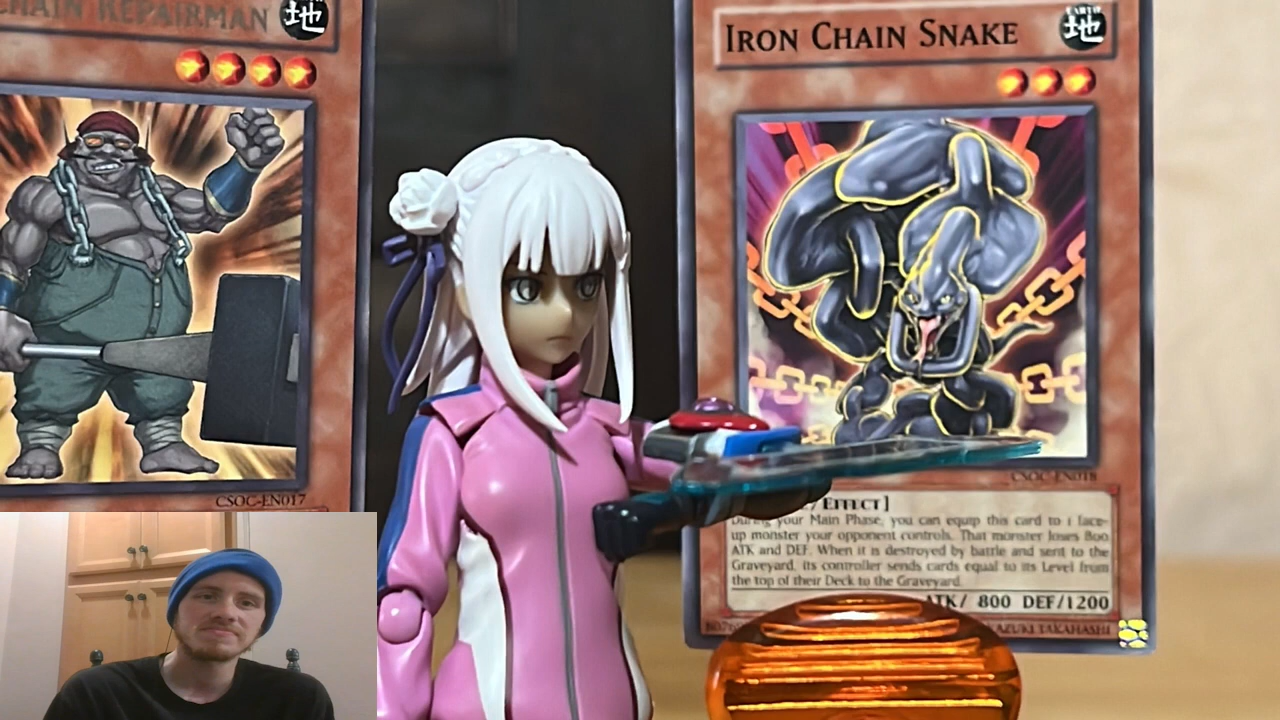 CHAIN REPAIRMAN
地
CSOC-EN017
IRON CHAIN SNAKE
EARTH
地
CSOC-EN018
/ EFFECT]
During your Main Phase, you can equip this card to 1 face-
up monster your opponent controls. That monster loses 800
ATK and DEF. When it is destroyed by battle and sent to the
Graveyard, its controller sends cards equal to its Level from
the top of their Deck to the Graveyard.
ATK/ 800 DEF/1200
KAZUKI TAKAHASHI